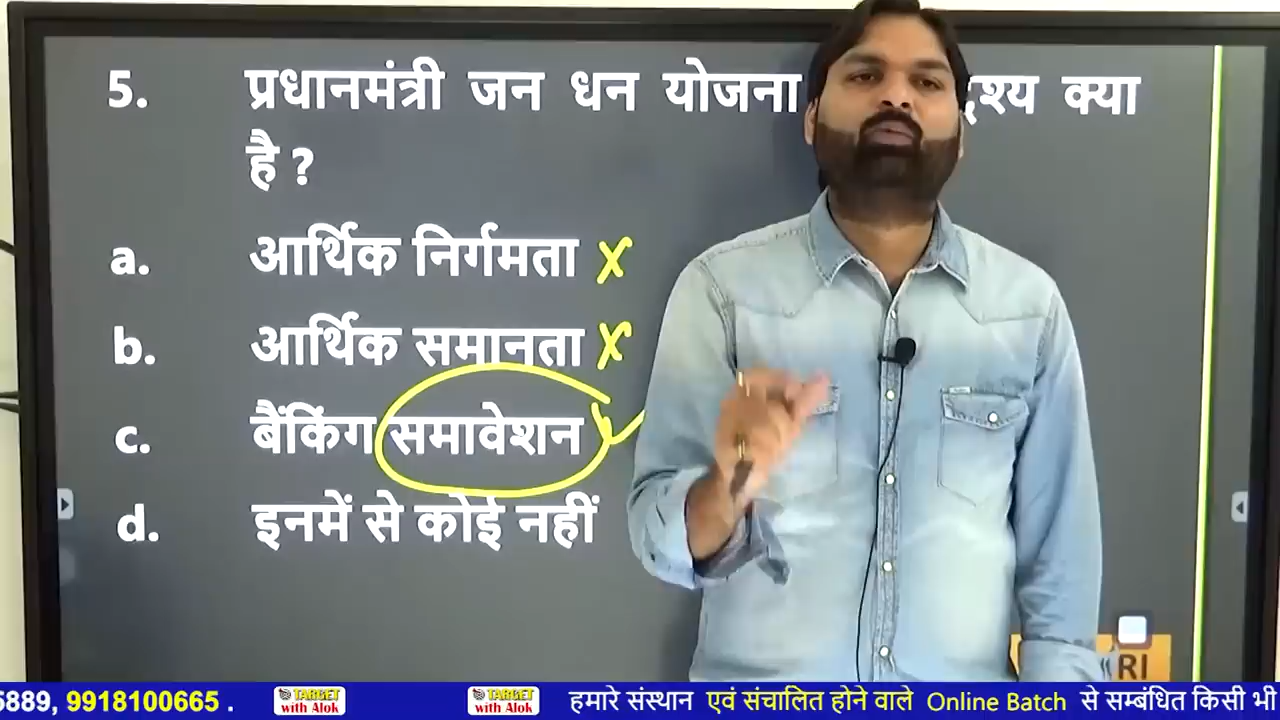 5. प्रधानमंत्री जन धन योजना क्या
है ?
a. आर्थिक निर्गमता X
b. आर्थिक समानता X
c. बैंकिंग समावेशन ✓
d. इनमें से कोई नहीं
RI
5889, 9918100665 . TARGET with Alok TARGET with Alok हमारे संस्थान एवं संचालित होने वाले Online Batch से सम्बंधित किसी भी